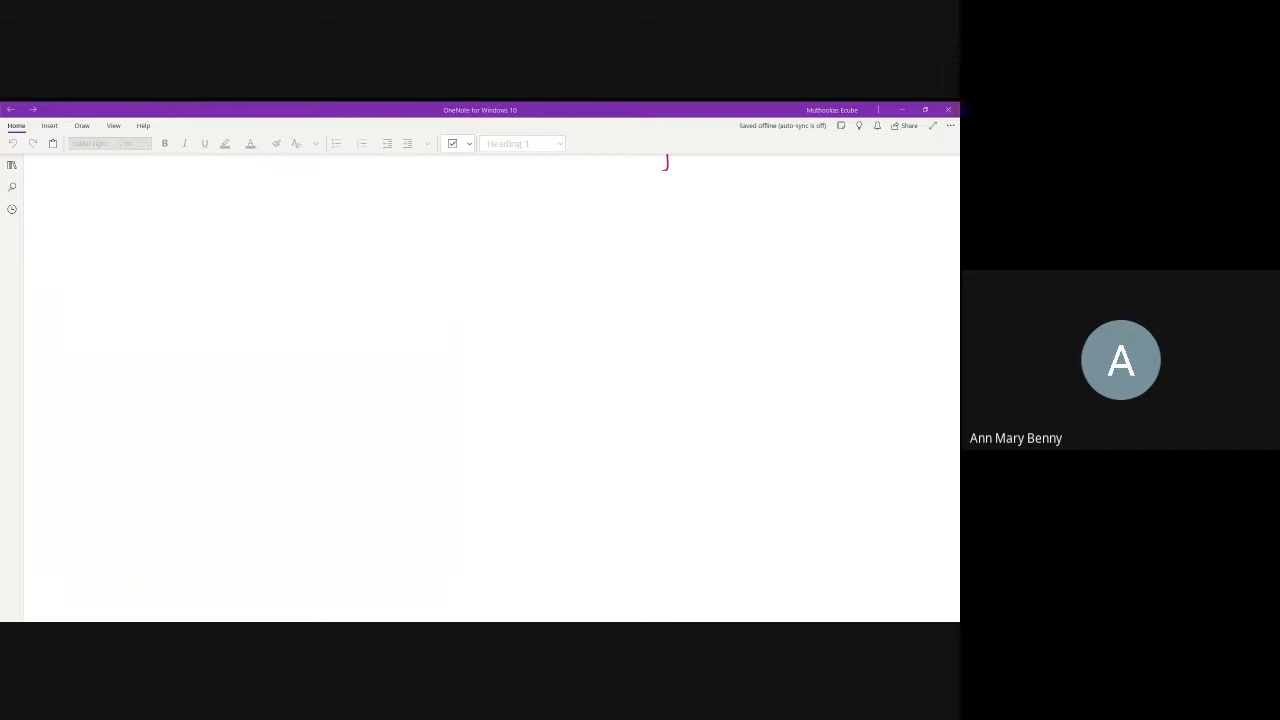 OneNote for Windows 10
Muthookas Ecube
Home Insert Draw View Help
Saved offline (auto-sync is off)
Share
B I U A
Heading 1
A
Ann Mary Benny